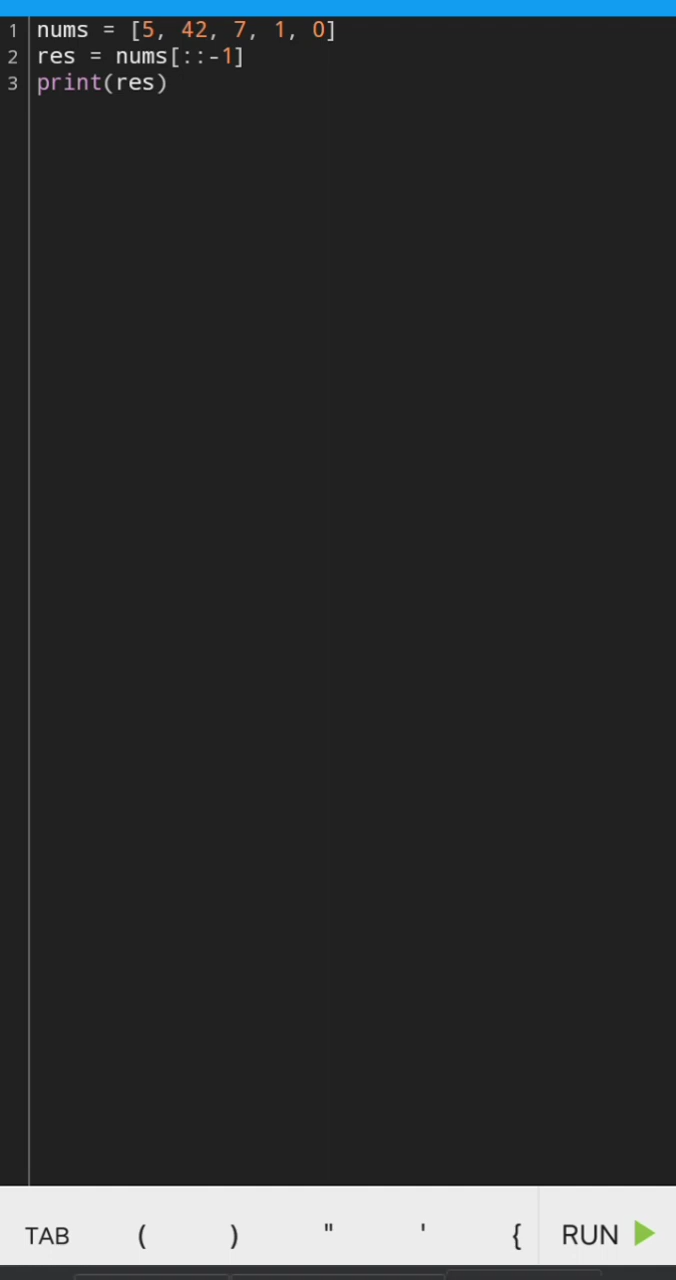 1 nums = [5, 42, 7, 1, 0]
2 res = nums[::-1]
3 print(res)
TAB ( ) " ' { RUN